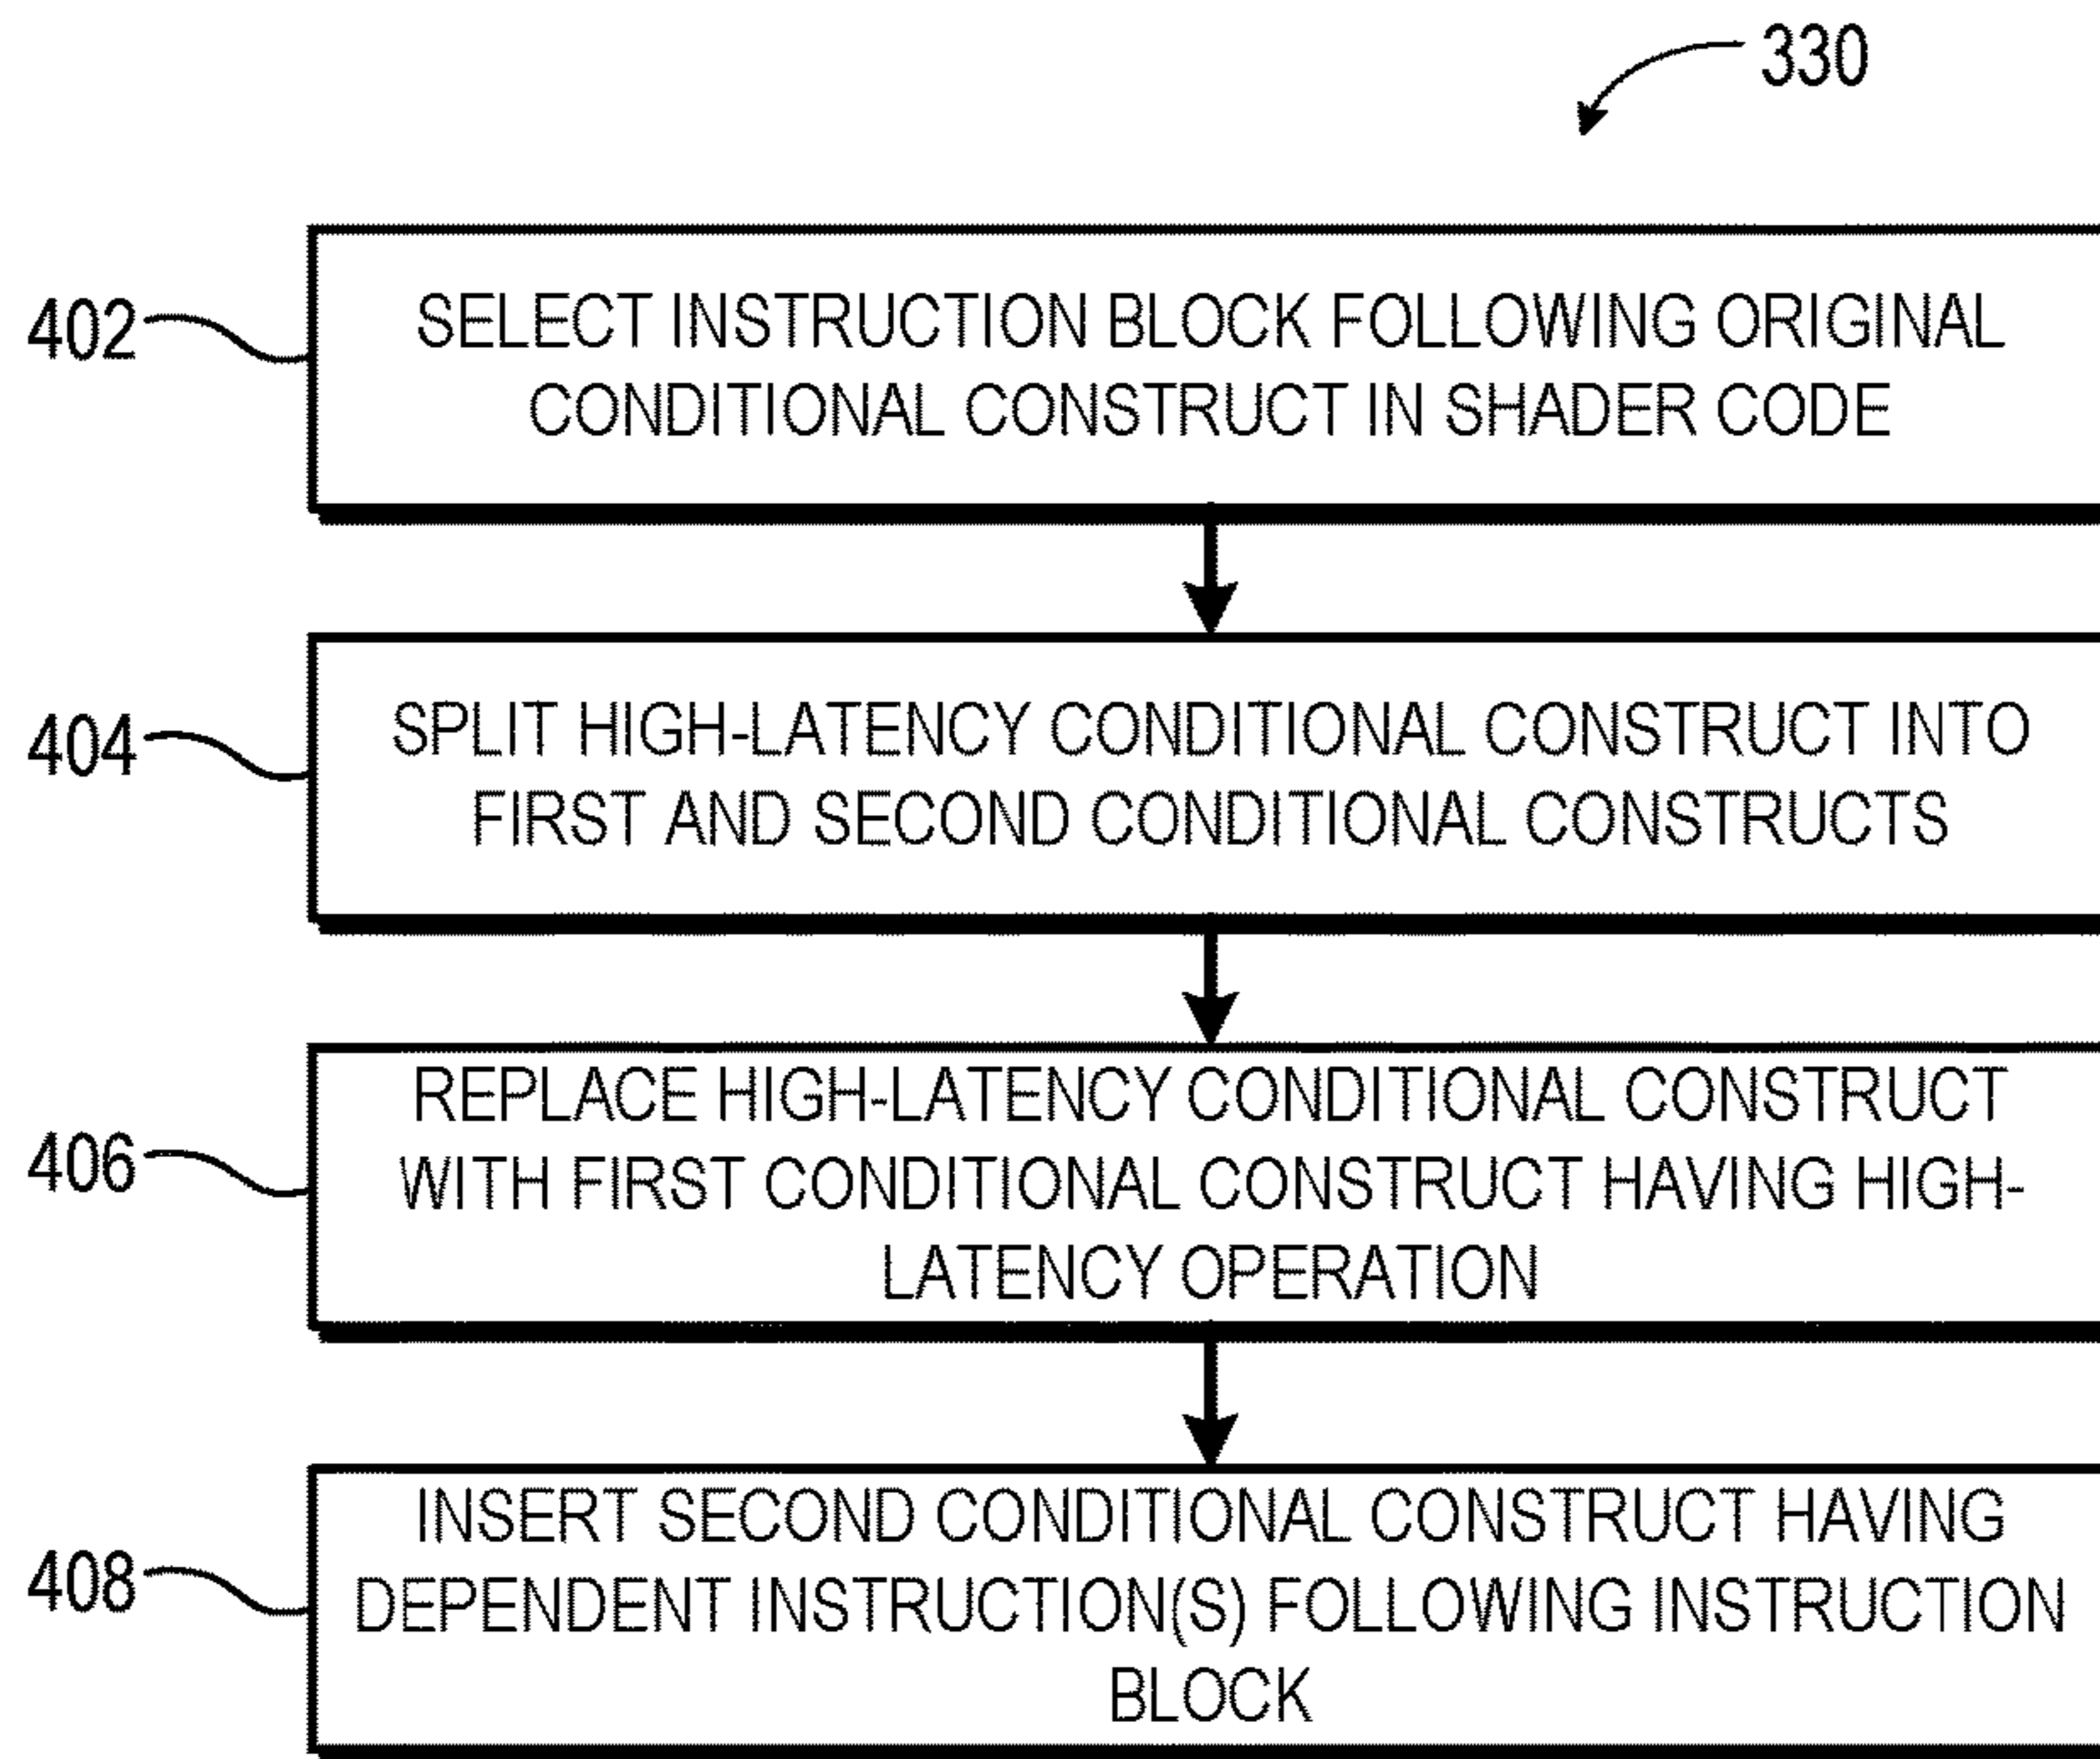 330
402
SELECT INSTRUCTION BLOCK FOLLOWING ORIGINAL
CONDITIONAL CONSTRUCT IN SHADER CODE
404
SPLIT HIGH-LATENCY CONDITIONAL CONSTRUCT INTO
FIRST AND SECOND CONDITIONAL CONSTRUCTS
406
REPLACE HIGH-LATENCY CONDITIONAL CONSTRUCT
WITH FIRST CONDITIONAL CONSTRUCT HAVING HIGH-
LATENCY OPERATION
408
INSERT SECOND CONDITIONAL CONSTRUCT HAVING
DEPENDENT INSTRUCTION(S) FOLLOWING INSTRUCTION
BLOCK